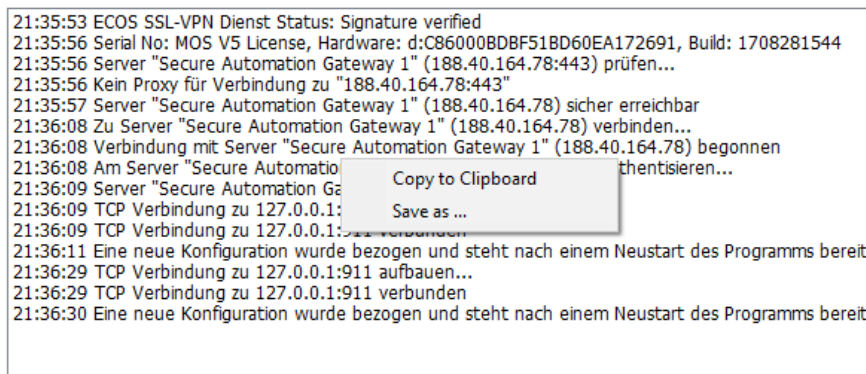 21:35:53 ECOS SSL-VPN Dienst Status: Signature verified
21:35:56 Serial No: MOS V5 License, Hardware: d:C86000BDBF51BD60EA172691, Build: 1708281544
21:35:56 Server "Secure Automation Gateway 1" (188.40.164.78:443) prüfen...
21:35:56 Kein Proxy für Verbindung zu "188.40.164.78:443"
21:35:57 Server "Secure Automation Gateway 1" (188.40.164.78) sicher erreichbar
21:36:08 Zu Server "Secure Automation Gateway 1" (188.40.164.78) verbinden...
21:36:08 Verbindung mit Server "Secure Automation Gateway 1" (188.40.164.78) begonnen
21:36:08 Am Server "Secure Automatio thentisieren...
Copy to Clipboard
21:36:09 Server "Secure Automation Ga
21:36:09 TCP Verbindung zu 127.0.0.1:
Save as ...
21:36:09 TCP Verbindung zu 127.0.0.1:911 verbunden
21:36:11 Eine neue Konfiguration wurde bezogen und steht nach einem Neustart des Programms bereit
21:36:29 TCP Verbindung zu 127.0.0.1:911 aufbauen...
21:36:29 TCP Verbindung zu 127.0.0.1:911 verbunden
21:36:30 Eine neue Konfiguration wurde bezogen und steht nach einem Neustart des Programms bereit